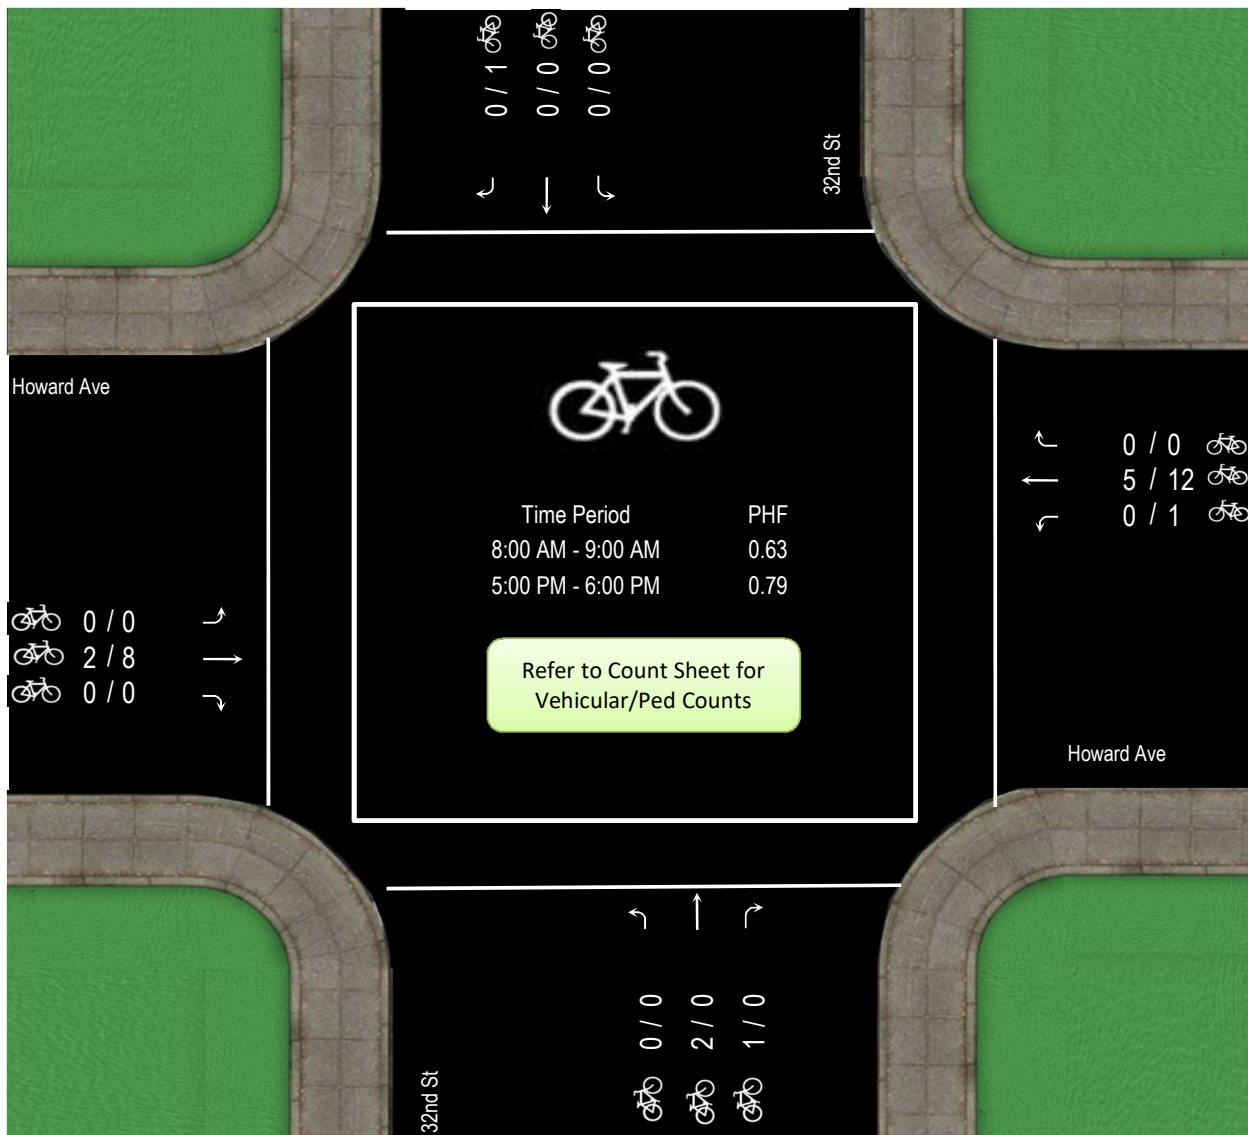 0 / 1
0 / 0
0 / 0
32nd St
Howard Ave
0 / 0
5 / 12
0 / 1
Time Period PHF
8:00 AM - 9:00 AM 0.63
5:00 PM - 6:00 PM 0.79
0 / 0
2 / 8
0 / 0
Refer to Count Sheet for
Vehicular/Ped Counts
Howard Ave
0 / 0
2 / 0
1 / 0
32nd St